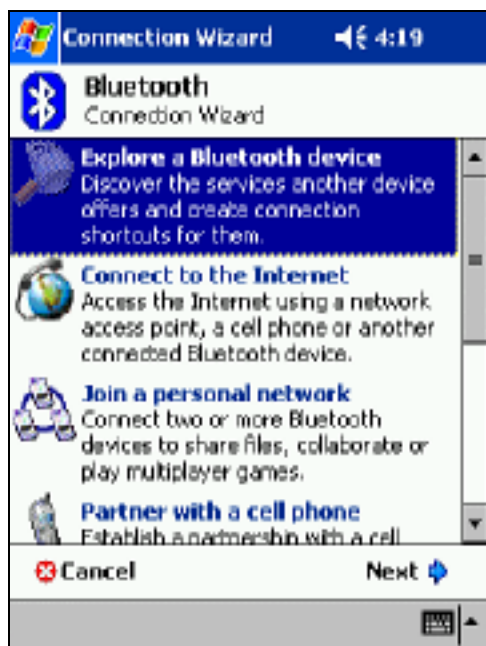 Connection Wizard 4:19
Bluetooth
Connection Wizard
Explore a Bluetooth device
Discover the services another device
offers and create connection
shortcuts for them.
Connect to the Internet
Access the Internet using a network
access point, a cell phone or another
connected Bluetooth device.
Join a personal network
Connect two or more Bluetooth
devices to share files, collaborate or
play multiplayer games.
Partner with a cell phone
Establish a partnership with a cell
Cancel Next